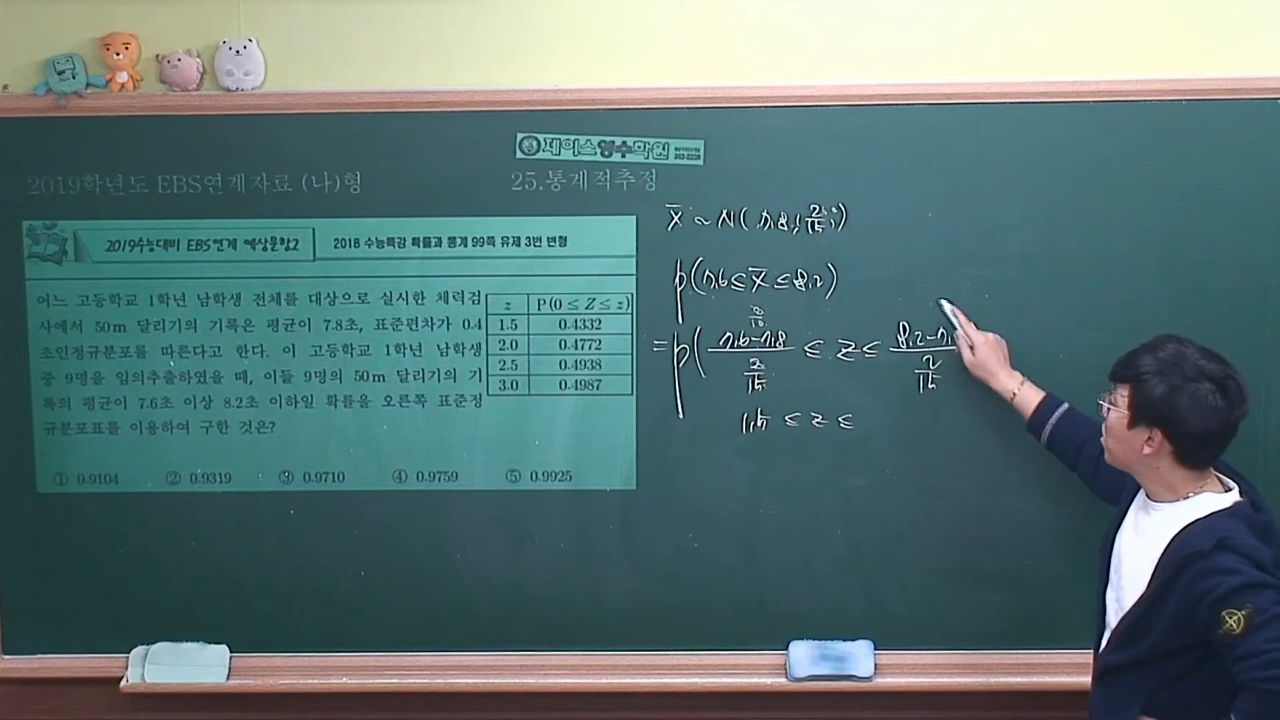 제이스영수학원
2019학년도 EBS연계자료 (나)형
25.통계적추정
2019수능대비 EBS연계 예상문항2
2018 수능특강 확률과 통계 99쪽 유제 3번 변형
어느 고등학교 1학년 남학생 전체를 대상으로 실시한 체력검
사에서 50m 달리기의 기록은 평균이 7.8초, 표준편차가 0.4
초인정규분포를 따른다고 한다. 이 고등학교 1학년 남학생
중 9명을 임의추출하였을 때, 이들 9명의 50m 달리기의 기
록의 평균이 7.6초 이상 8.2초 이하일 확률을 오른쪽 표준정
규분포표를 이용하여 구한 것은?
z P(0≤Z≤z)
1.5 0.4332
2.0 0.4772
2.5 0.4938
3.0 0.4987
① 0.9104 ② 0.9319 ③ 0.9710 ④ 0.9759 ⑤ 0.9925
P(7.6≤X̄≤8.2)
=P( 7.6-7.8 / 2/15 ≤ Z ≤ 8.2-7. / 2/15
1.5 ≤ Z ≤